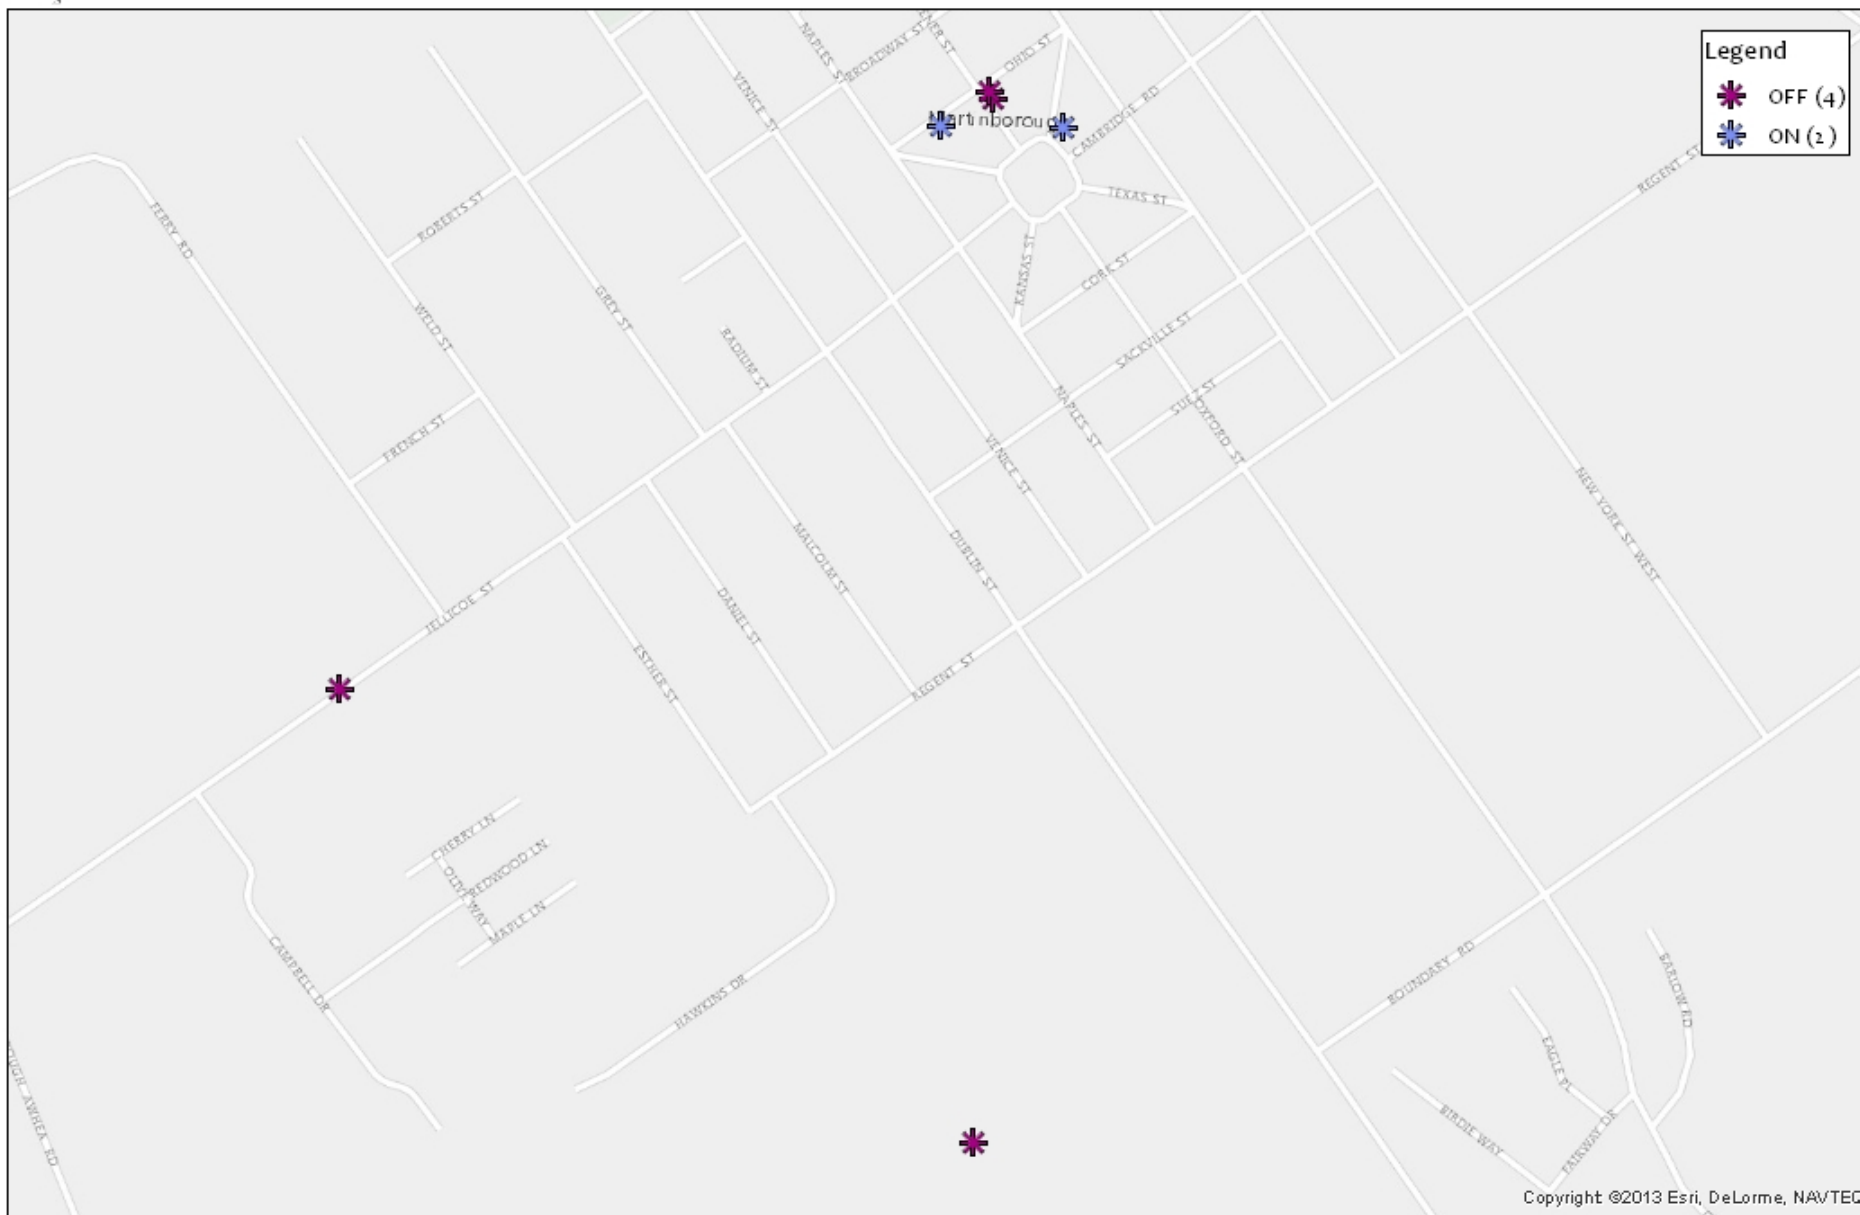 Legend
OFF (4)
ON (2)
OHIO ST
NAPLES ST
BROADWAY ST
VENICE ST
CAMBRIDGE RD
REGENT ST
TEXAS ST
FERRY RD
ROBERTS ST
KANSAS ST
CORK ST
GREY ST
WELD ST
RADIUM ST
SACKVILLE ST
NAPLES ST
OXFORD ST
FRENCH ST
VENICE ST
NEW YORK ST WEST
MALCOLM ST
DUBLIN ST
JELLICOE ST
DANIEL ST
ESTHER ST
REGENT ST
CHERRY LN
REDWOOD LN
MAPLE LN
CAMPBELL DR
HAWKINS DR
BOUNDARY RD
BARLOW RD
EAGLE PL
BIRDIE WAY
FAIRWAY DR
AWHEA RD
Copyright ©2013 Esri, DeLorme, NAVTEQ